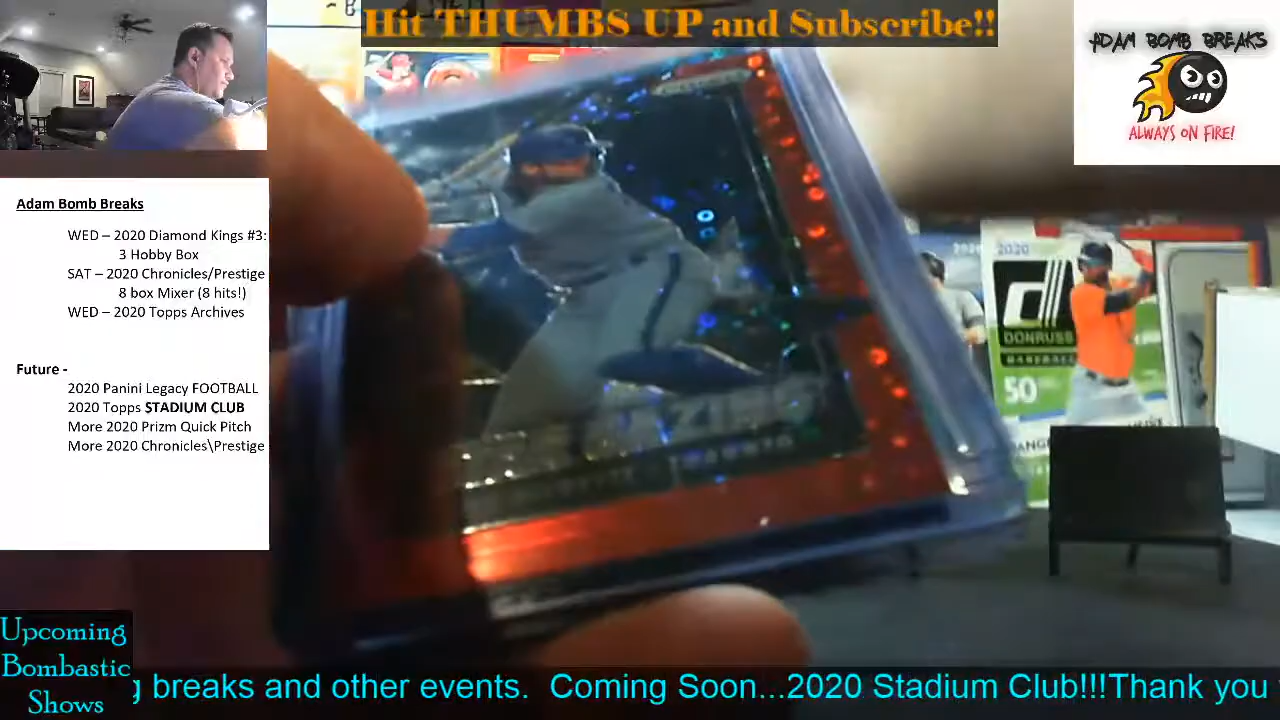 Hit THUMBS UP and Subscribe!!
ADAM BOMB BREAKS
ALWAYS ON FIRE!
Adam Bomb Breaks
WED – 2020 Diamond Kings #3:
3 Hobby Box
SAT – 2020 Chronicles/Prestige
8 box Mixer (8 hits!)
WED – 2020 Topps Archives
Future -
2020 Panini Legacy FOOTBALL
2020 Topps STADIUM CLUB
More 2020 Prizm Quick Pitch
More 2020 Chronicles\Prestige
2020
DONRUSS
BASEBALL
50
Upcoming
Bombastic
Shows
g breaks and other events. Coming Soon...2020 Stadium Club!!!Thank you